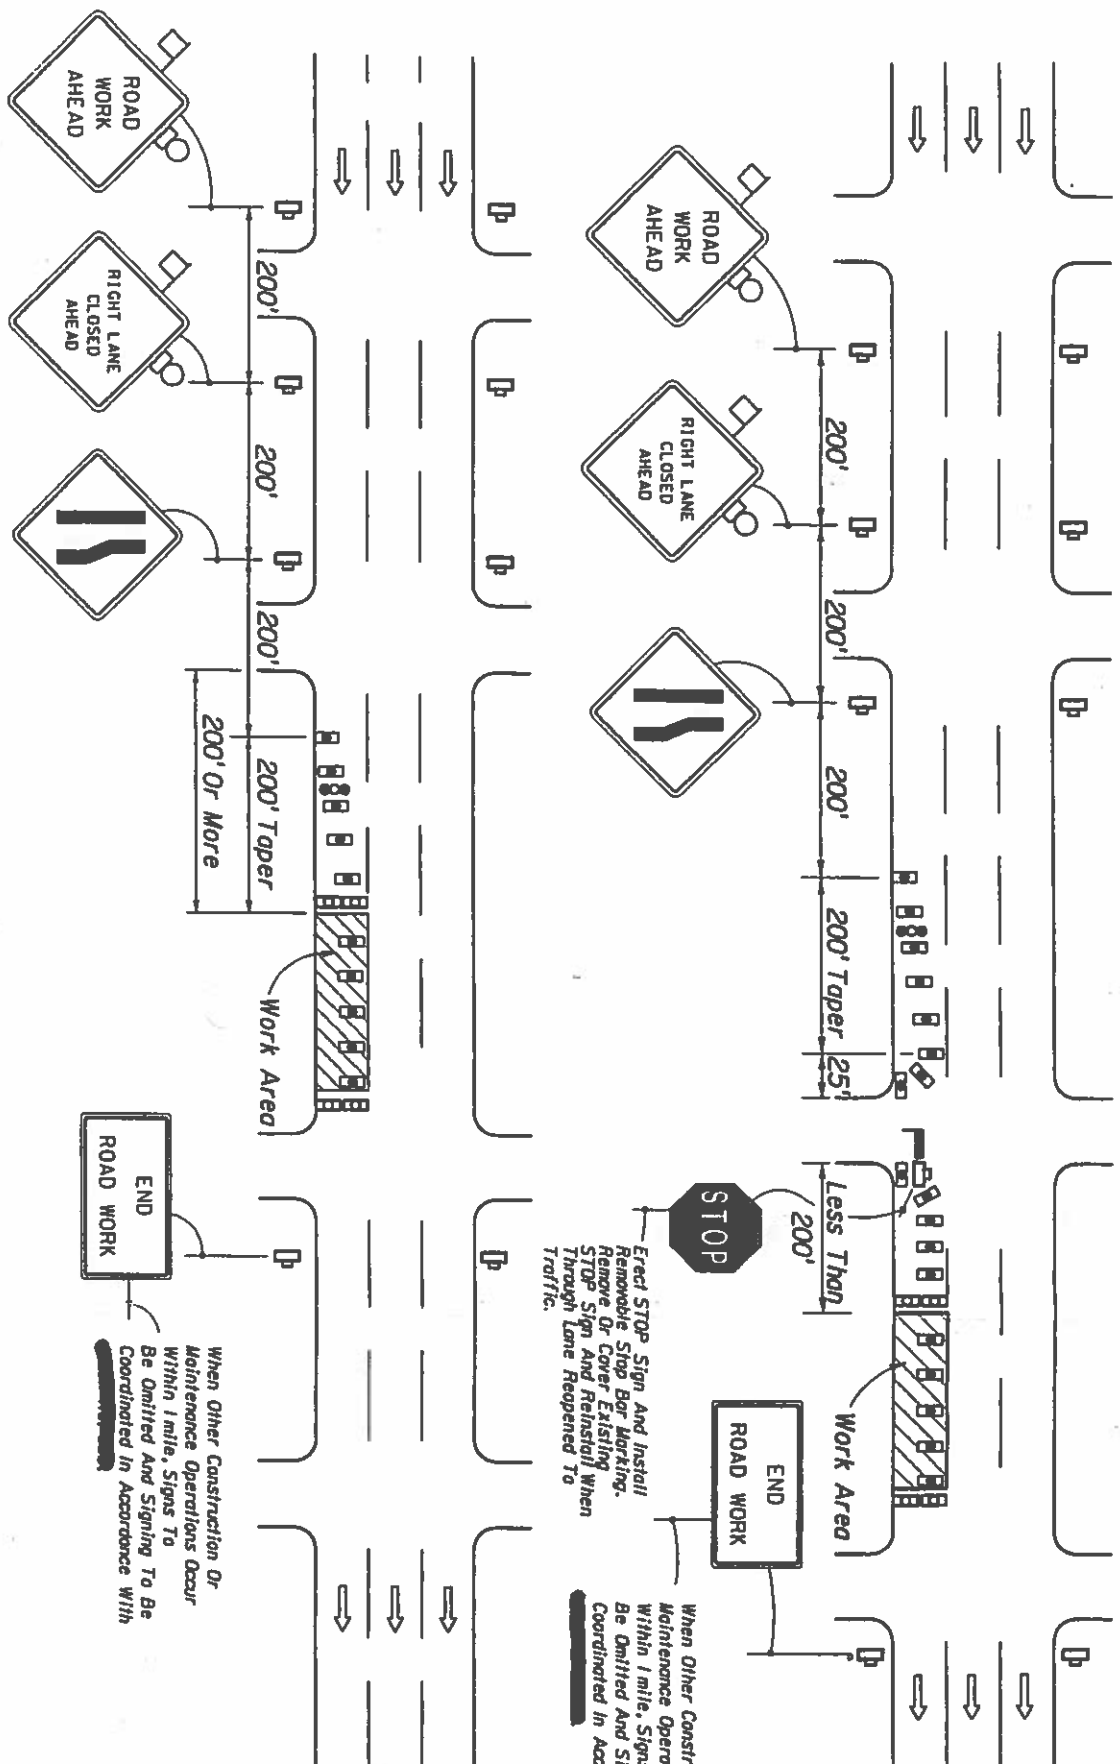 200'
200'
200'
200' Taper
25'
Less Than
200'
Work Area
ROAD
WORK
AHEAD
RIGHT LANE
CLOSED
AHEAD
STOP
END
ROAD WORK
Erect STOP Sign And Install
Removable Stop Bar Marking.
Remove Or Cover Existing
STOP Sign And Reinstall When
Through Lane Reopened To
Traffic.
When Other Constr
Maintenance Opera
Within 1 mile, Signs
Be Omitted And Si
Coordinated In Acc
200'
200'
200'
200' Taper
200' Or More
Work Area
ROAD
WORK
AHEAD
RIGHT LANE
CLOSED
AHEAD
END
ROAD WORK
When Other Construction Or
Maintenance Operations Occur
Within 1 mile, Signs To
Be Omitted And Signing To Be
Coordinated In Accordance With